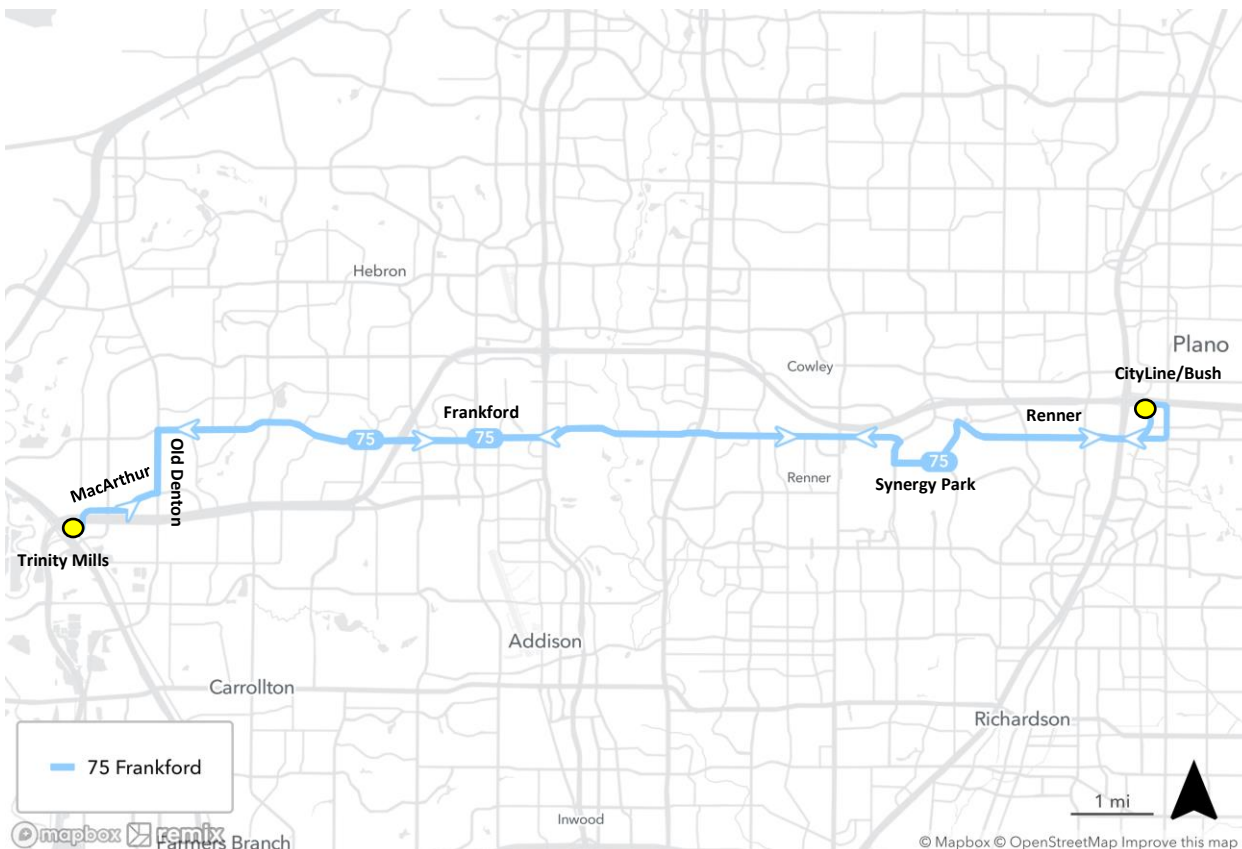 Hebron
Plano
Cowley
CityLine/Bush
Frankford
Renner
75
75
Old Denton
75
MacArthur
Renner
Synergy Park
Trinity Mills
Addison
Carrollton
Richardson
75 Frankford
1 mi
Inwood
mapbox remix
Farmers Branch
© Mapbox © OpenStreetMap Improve this map